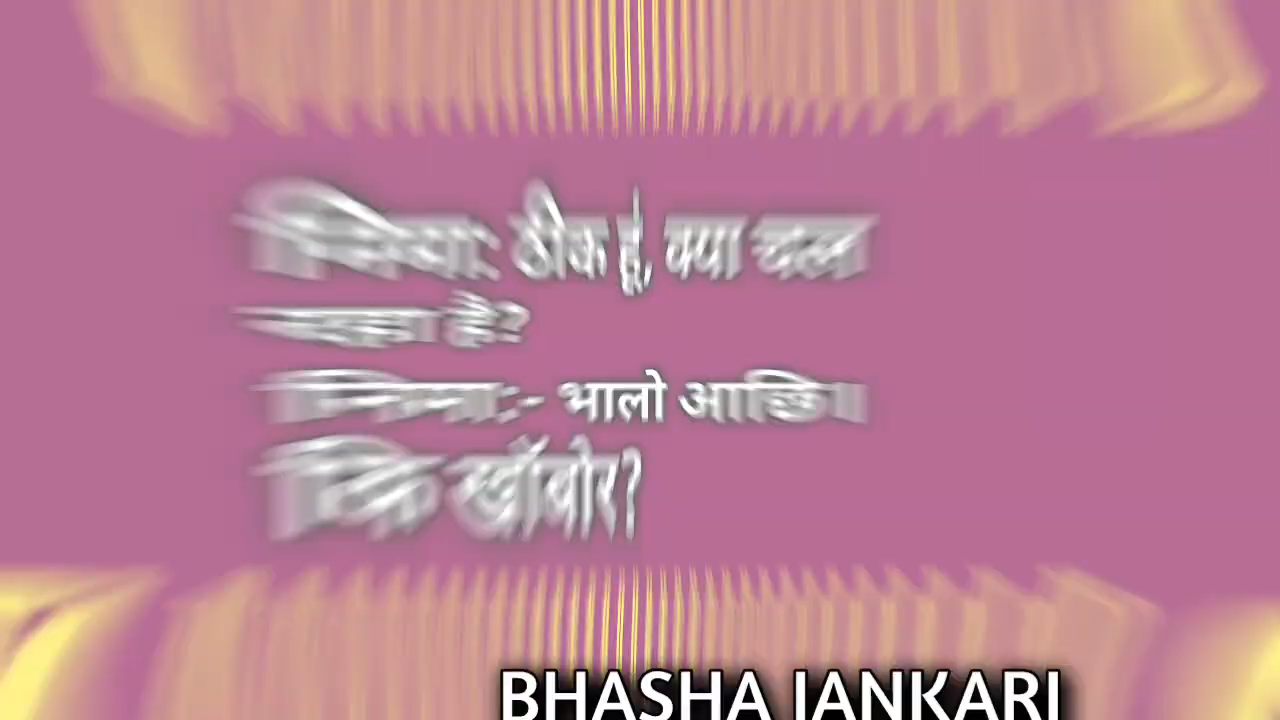 ठीक हूं, क्या चल
है?
:- भालो आछि।
कि खॉबोर?
BHASHA JANKARI